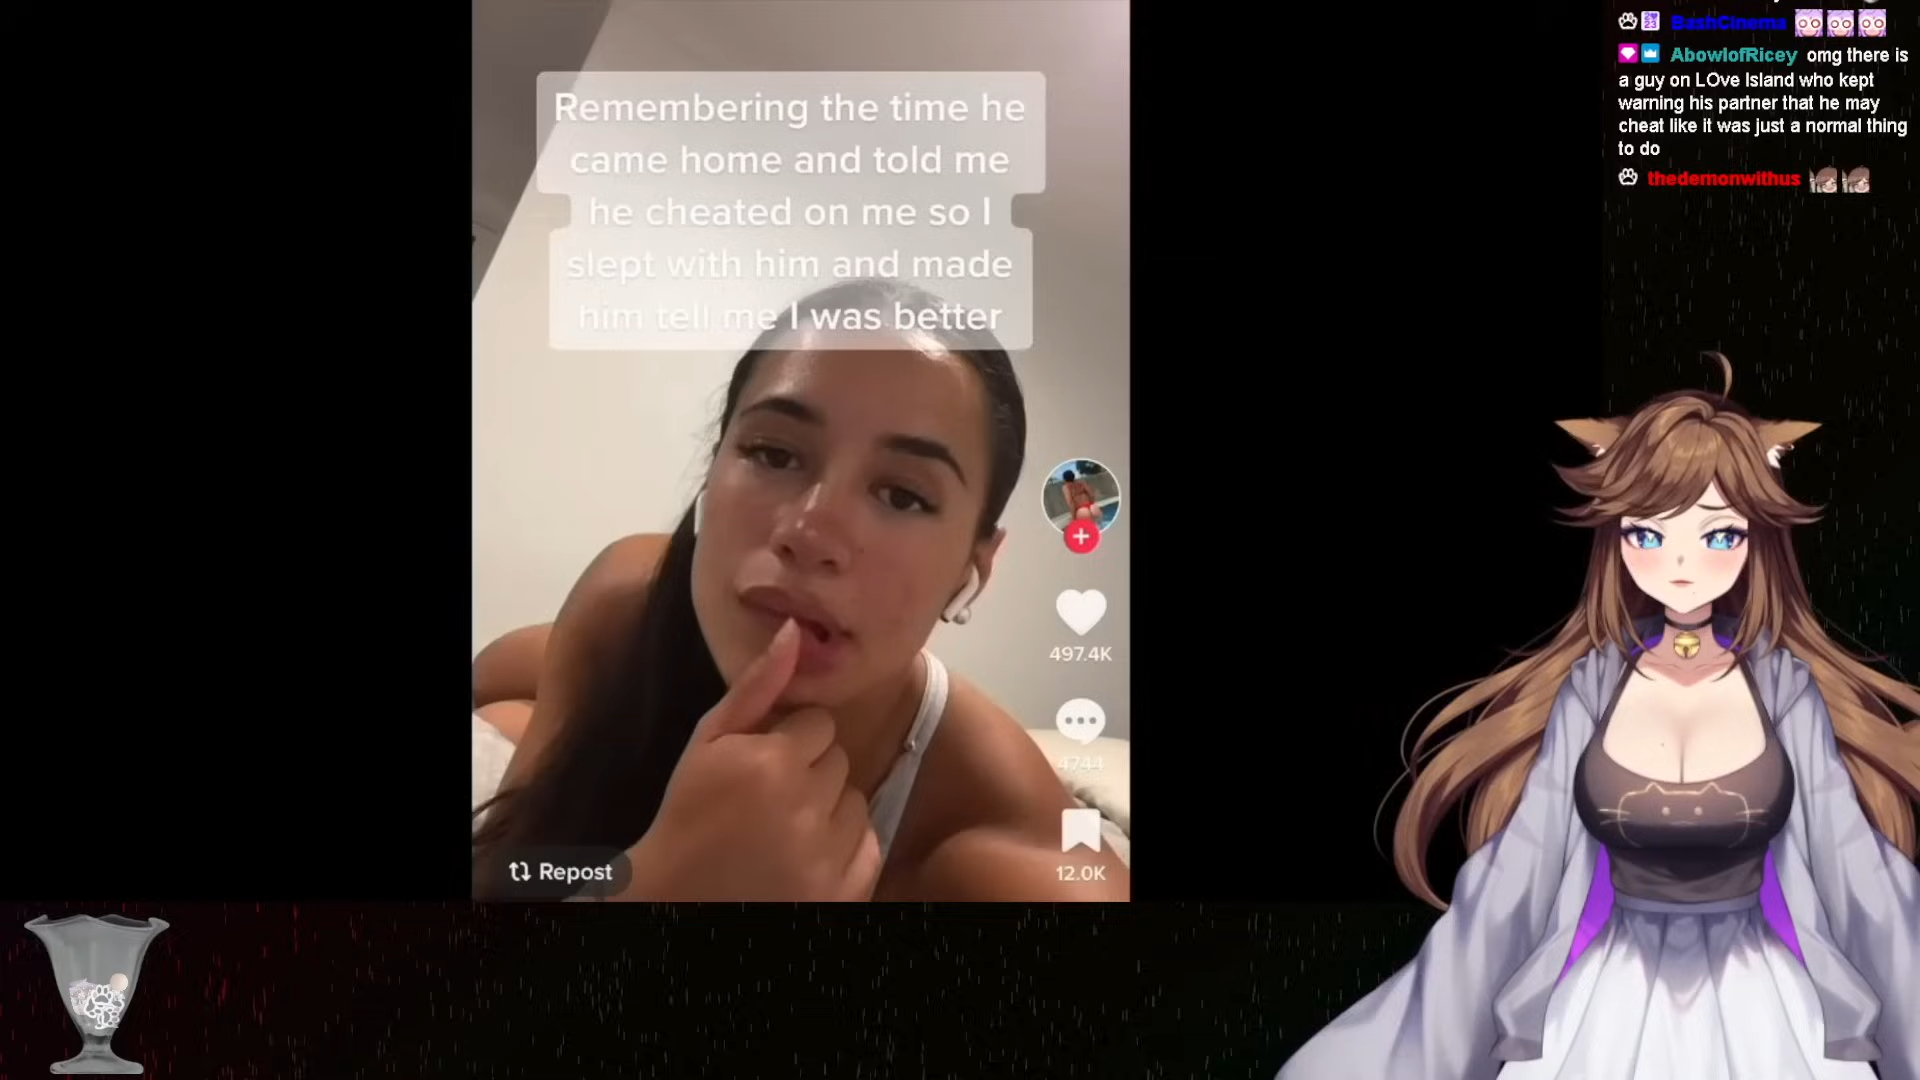 Remembering the time he
came home and told me
he cheated on me so I
slept with him and made
him tell me I was better
497.4K
4744
12.0K
Repost
BashCinema
AbowlofRicey omg there is
a guy on LOve Island who kept
warning his partner that he may
cheat like it was just a normal thing
to do
thedemonwithus